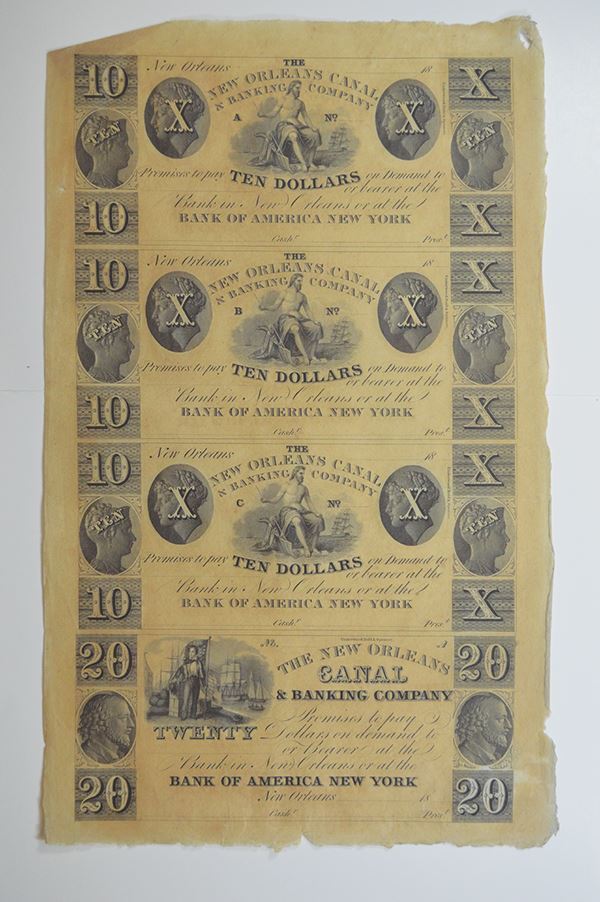 10
TEN
10
New Orleans 18
THE
NEW ORLEANS CANAL
& BANKING COMPANY
X X
A No
Promises to pay TEN DOLLARS on Demand to
or bearer at the
Bank in New Orleans or at the
BANK OF AMERICA NEW YORK
Cashr. Prest.
X
TEN
X
10
TEN
10
New Orleans 18
THE
NEW ORLEANS CANAL
& BANKING COMPANY
X X
B No
Promises to pay TEN DOLLARS on Demand to
or bearer at the
Bank in New Orleans or at the
BANK OF AMERICA NEW YORK
Cashr. Prest.
X
TEN
X
10
TEN
10
New Orleans 18
THE
NEW ORLEANS CANAL
& BANKING COMPANY
X X
C No
Promises to pay TEN DOLLARS on Demand to
or bearer at the
Bank in New Orleans or at the
BANK OF AMERICA NEW YORK
Cashr. Prest.
X
TEN
X
20
20
No. A
THE NEW ORLEANS
CANAL
& BANKING COMPANY
Promises to pay
TWENTY Dollars on demand to
or Bearer at the
Bank in New Orleans or at the
BANK OF AMERICA NEW YORK
New Orleans 18
Cashr. Prest.
20
20